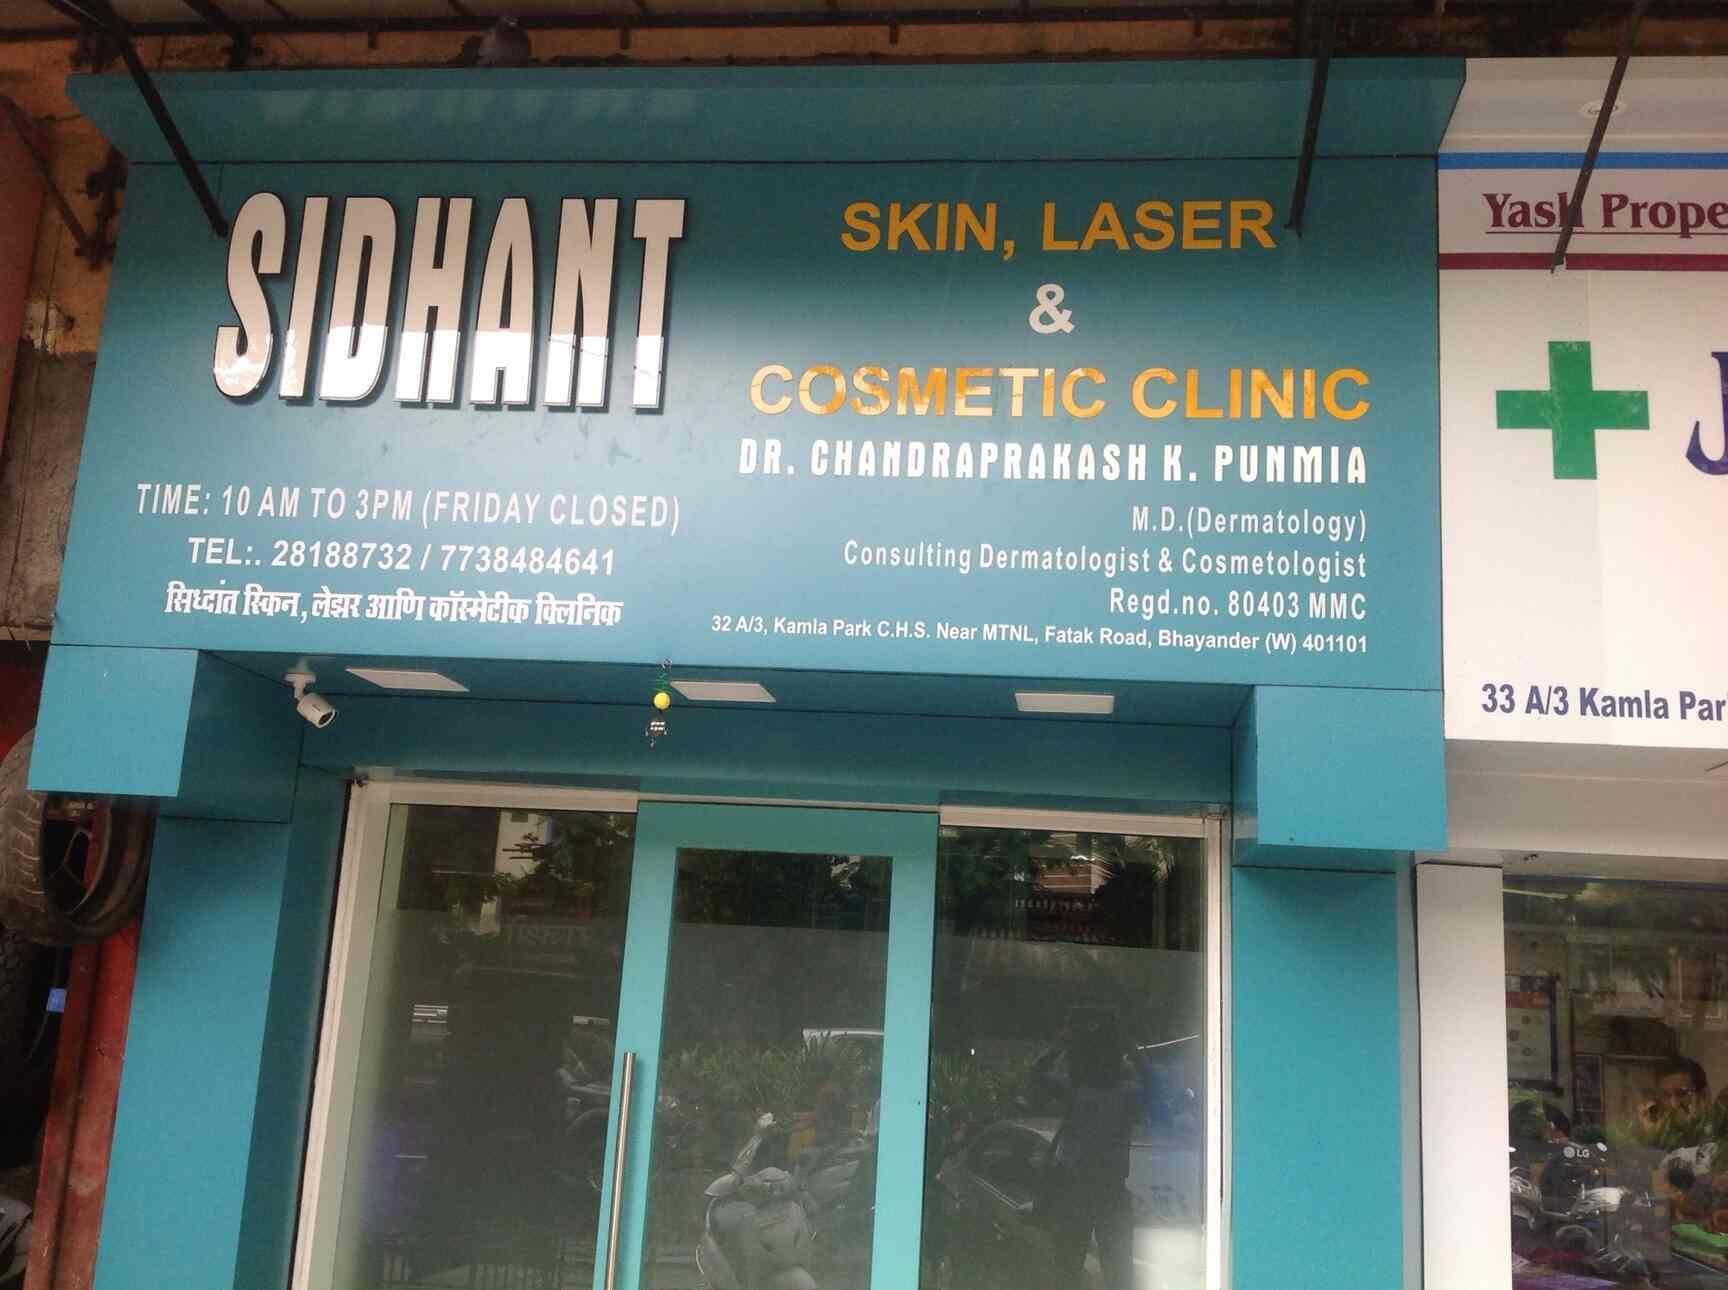 SIDHANT
SKIN, LASER
&
COSMETIC CLINIC
DR. CHANDRAPRAKASH K. PUNMIA
M.D.(Dermatology)
Consulting Dermatologist & Cosmetologist
Regd.no. 80403 MMC
32 A/3, Kamla Park C.H.S. Near MTNL, Fatak Road, Bhayander (W) 401101
TIME: 10 AM TO 3PM (FRIDAY CLOSED)
TEL:. 28188732 / 7738484641
सिध्दांत स्किन, लेझर आणि कॉस्मेटीक क्लिनिक
Yash
33 A/3 Kamla
LG